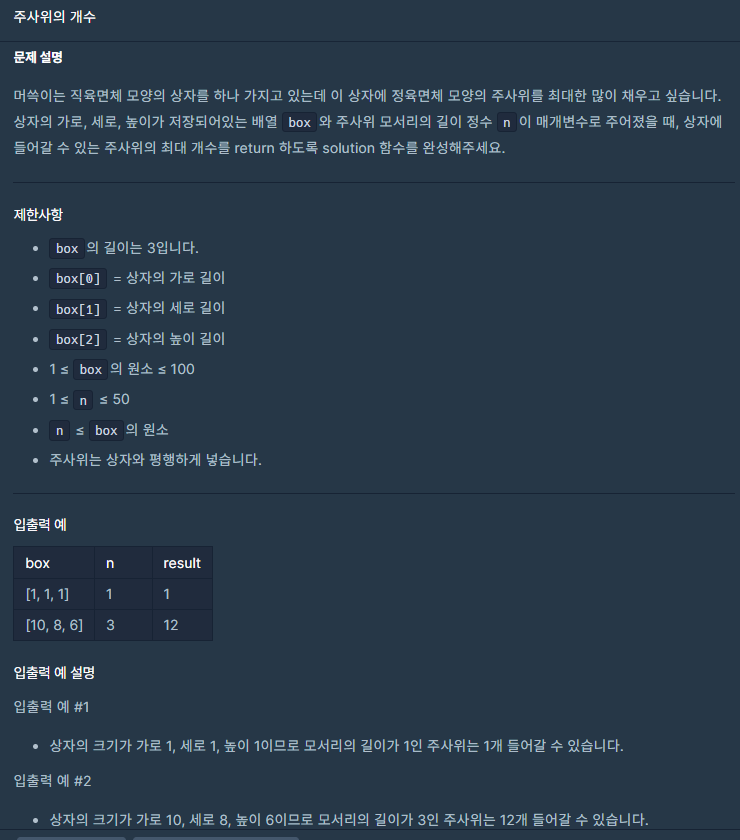 주사위의 개수
문제 설명
머쓱이는 직육면체 모양의 상자를 하나 가지고 있는데 이 상자에 정육면체 모양의 주사위를 최대한 많이 채우고 싶습니다.
상자의 가로, 세로, 높이가 저장되어있는 배열 box와 주사위 모서리의 길이 정수 n이 매개변수로 주어졌을 때, 상자에
들어갈 수 있는 주사위의 최대 개수를 return 하도록 solution 함수를 완성해주세요.
제한사항
• box의 길이는 3입니다.
• box[0] = 상자의 가로 길이
• box[1] = 상자의 세로 길이
• box[2] = 상자의 높이 길이
• 1 ≤ box의 원소 ≤ 100
• 1 ≤ n ≤ 50
• n ≤ box의 원소
• 주사위는 상자와 평행하게 넣습니다.
입출력 예
box n result
[1, 1, 1] 1 1
[10, 8, 6] 3 12
입출력 예 설명
입출력 예 #1
• 상자의 크기가 가로 1, 세로 1, 높이 1이므로 모서리의 길이가 1인 주사위는 1개 들어갈 수 있습니다.
입출력 예 #2
• 상자의 크기가 가로 10, 세로 8, 높이 6이므로 모서리의 길이가 3인 주사위는 12개 들어갈 수 있습니다.